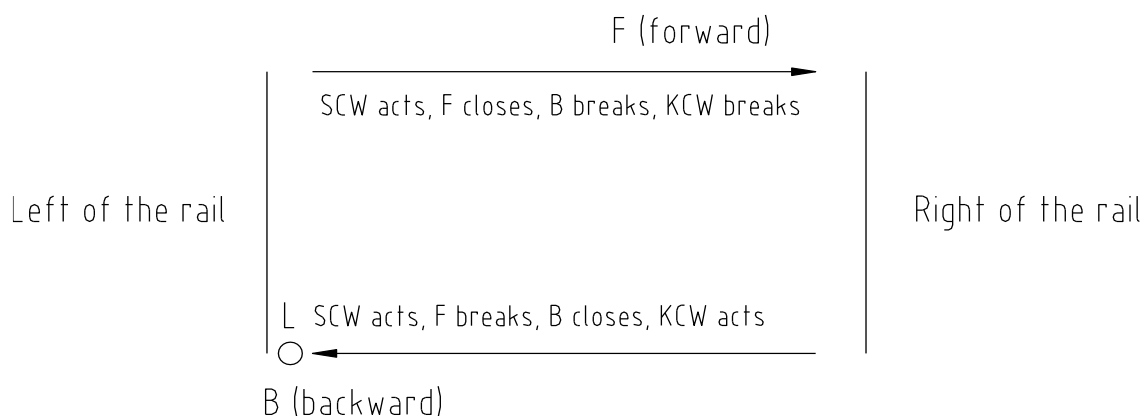 F (forward)
SCW acts, F closes, B breaks, KCW breaks
Left of the rail
Right of the rail
L
SCW acts, F breaks, B closes, KCW acts
B (backward)